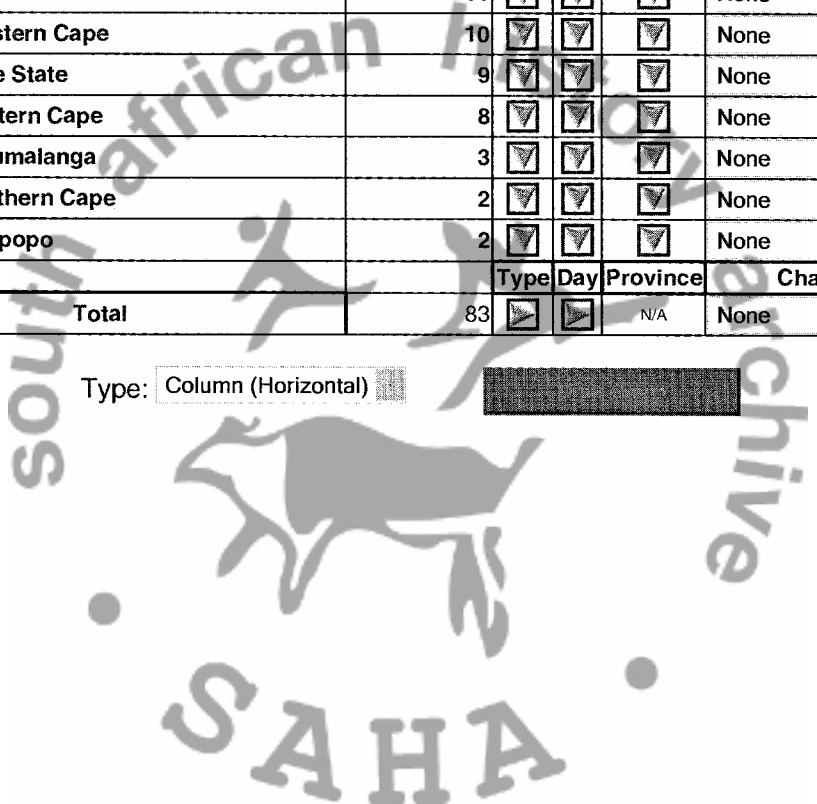 stern Cape 10 None
e State 9 None
tern Cape 8 None
umalanga 3 None
thern Cape 2 None
popo 2 None
Type Day Province Cha
Total 83 N/A None
Type: Column (Horizontal)
south african history archive
SAHA